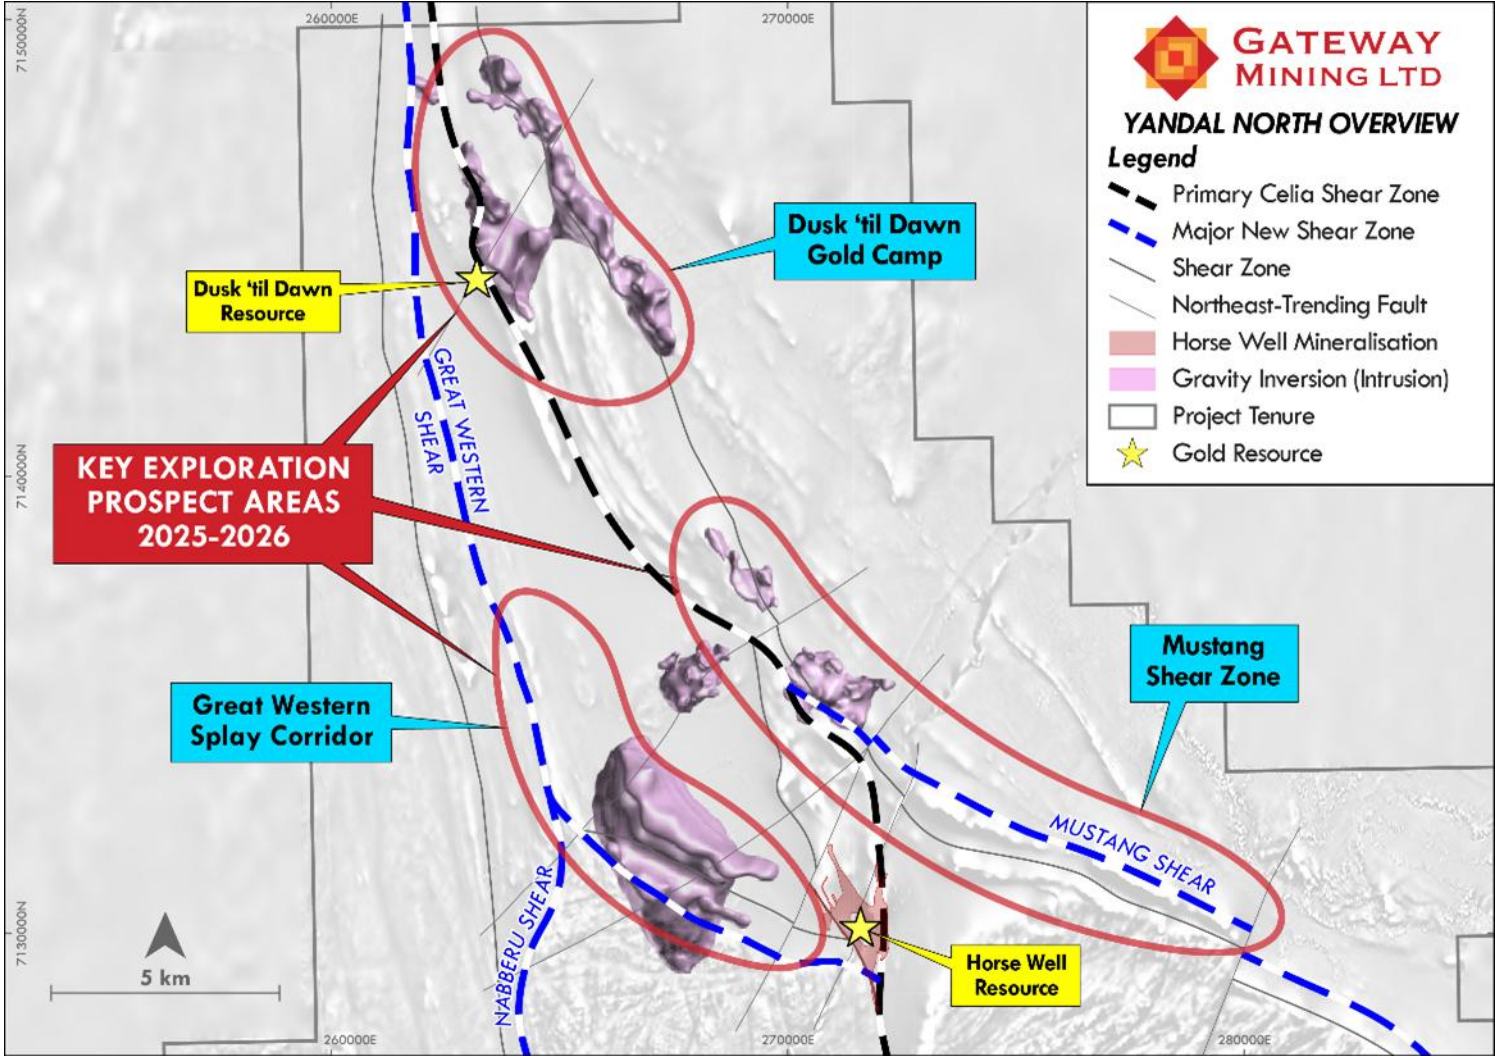 260000E
270000E
7150000N
GATEWAY
MINING LTD
YANDAL NORTH OVERVIEW
Legend
Primary Celia Shear Zone
Major New Shear Zone
Shear Zone
Northeast-Trending Fault
Horse Well Mineralisation
Gravity Inversion (Intrusion)
Project Tenure
Gold Resource
Dusk ‘til Dawn
Gold Camp
Dusk ‘til Dawn
Resource
GREAT WESTERN
SHEAR
KEY EXPLORATION
PROSPECT AREAS
2025-2026
7140000N
Mustang
Shear Zone
Great Western
Splay Corridor
MUSTANG SHEAR
NABBERU SHEAR
7130000N
5 km
Horse Well
Resource
260000E
270000E
2800000E